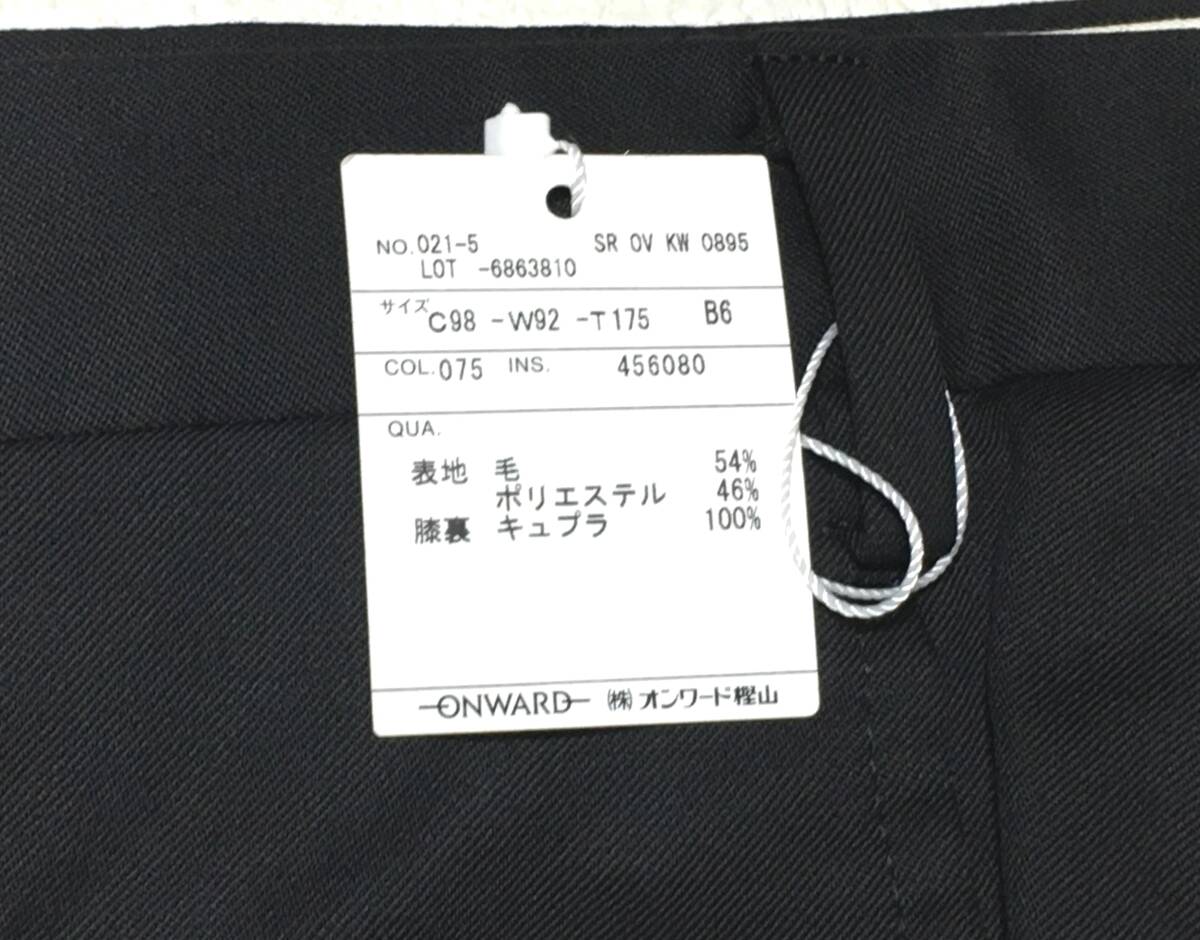 NO.021-5 SR OV KW 0895
LOT -6863810
サイズ C98 -W92 -T175 B6
COL.075 INS. 456080
QUA.
表地 毛 54%
ポリエステル 46%
膝裏 キュプラ 100%
ONWARD ㈱オンワード樫山